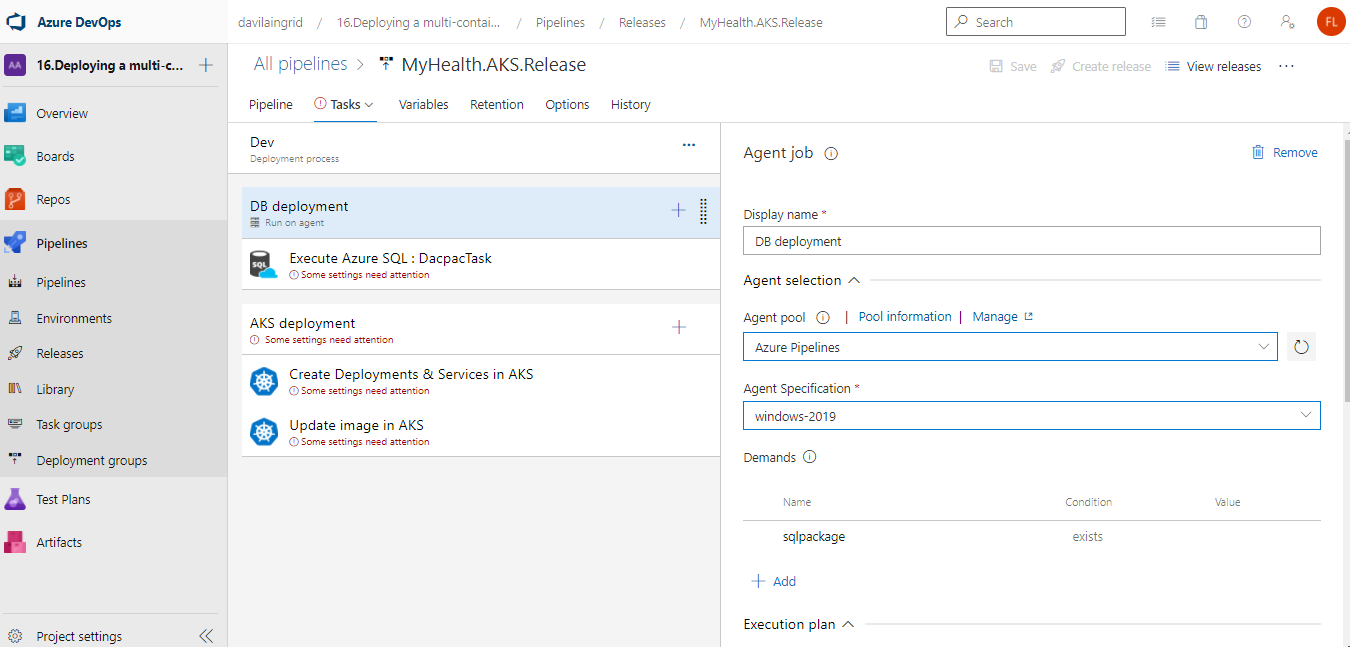 Azure DevOps
davilaingrid / 16.Deploying a multi-contai... / Pipelines / Releases / MyHealth.AKS.Release
Search
FL
AA
16.Deploying a multi-c...
Overview
Boards
Repos
Pipelines
Pipelines
Environments
Releases
Library
Task groups
Deployment groups
Test Plans
Artifacts
Project settings
All pipelines > MyHealth.AKS.Release
Save
Create release
View releases
Pipeline
Tasks
Variables
Retention
Options
History
Dev
Deployment process
DB deployment
Run on agent
SQL
Execute Azure SQL : DacpacTask
Some settings need attention
AKS deployment
Some settings need attention
Create Deployments & Services in AKS
Some settings need attention
Update image in AKS
Some settings need attention
Agent job
Remove
Display name *
DB deployment
Agent selection
Agent pool | Pool information | Manage
Azure Pipelines
Agent Specification *
windows-2019
Demands
Name Condition Value
sqlpackage exists
Add
Execution plan